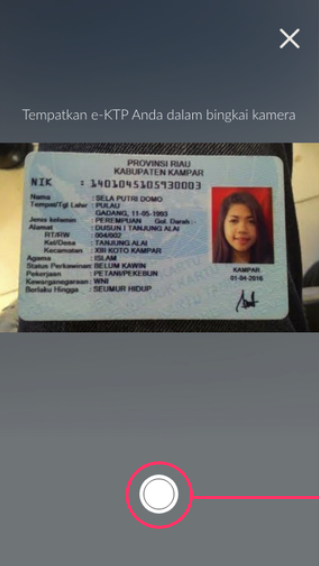 Tempatkan e-KTP Anda dalam bingkai kamera
PROVINSI RIAU
KABUPATEN KAMPAR
NIK : 1401045105930003
Nama : SELA PUTRI DOMO
Tempat/Tgl Lahir : PULAU
GADANG, 11-05-1993
Jenis kelamin : PEREMPUAN Gol. Darah :
Alamat : DUSUN I TANJUNG ALAI
RT/RW : 004/002
Kel/Desa : TANJUNG ALAI
Kecamatan : XIII KOTO KAMPAR
Agama : ISLAM
Status Perkawinan: BELUM KAWIN
Pekerjaan : PETANI/PEKEBUN
Kewarganegaraan: WNI
Berlaku Hingga : SEUMUR HIDUP
KAMPAR
01-04-2016